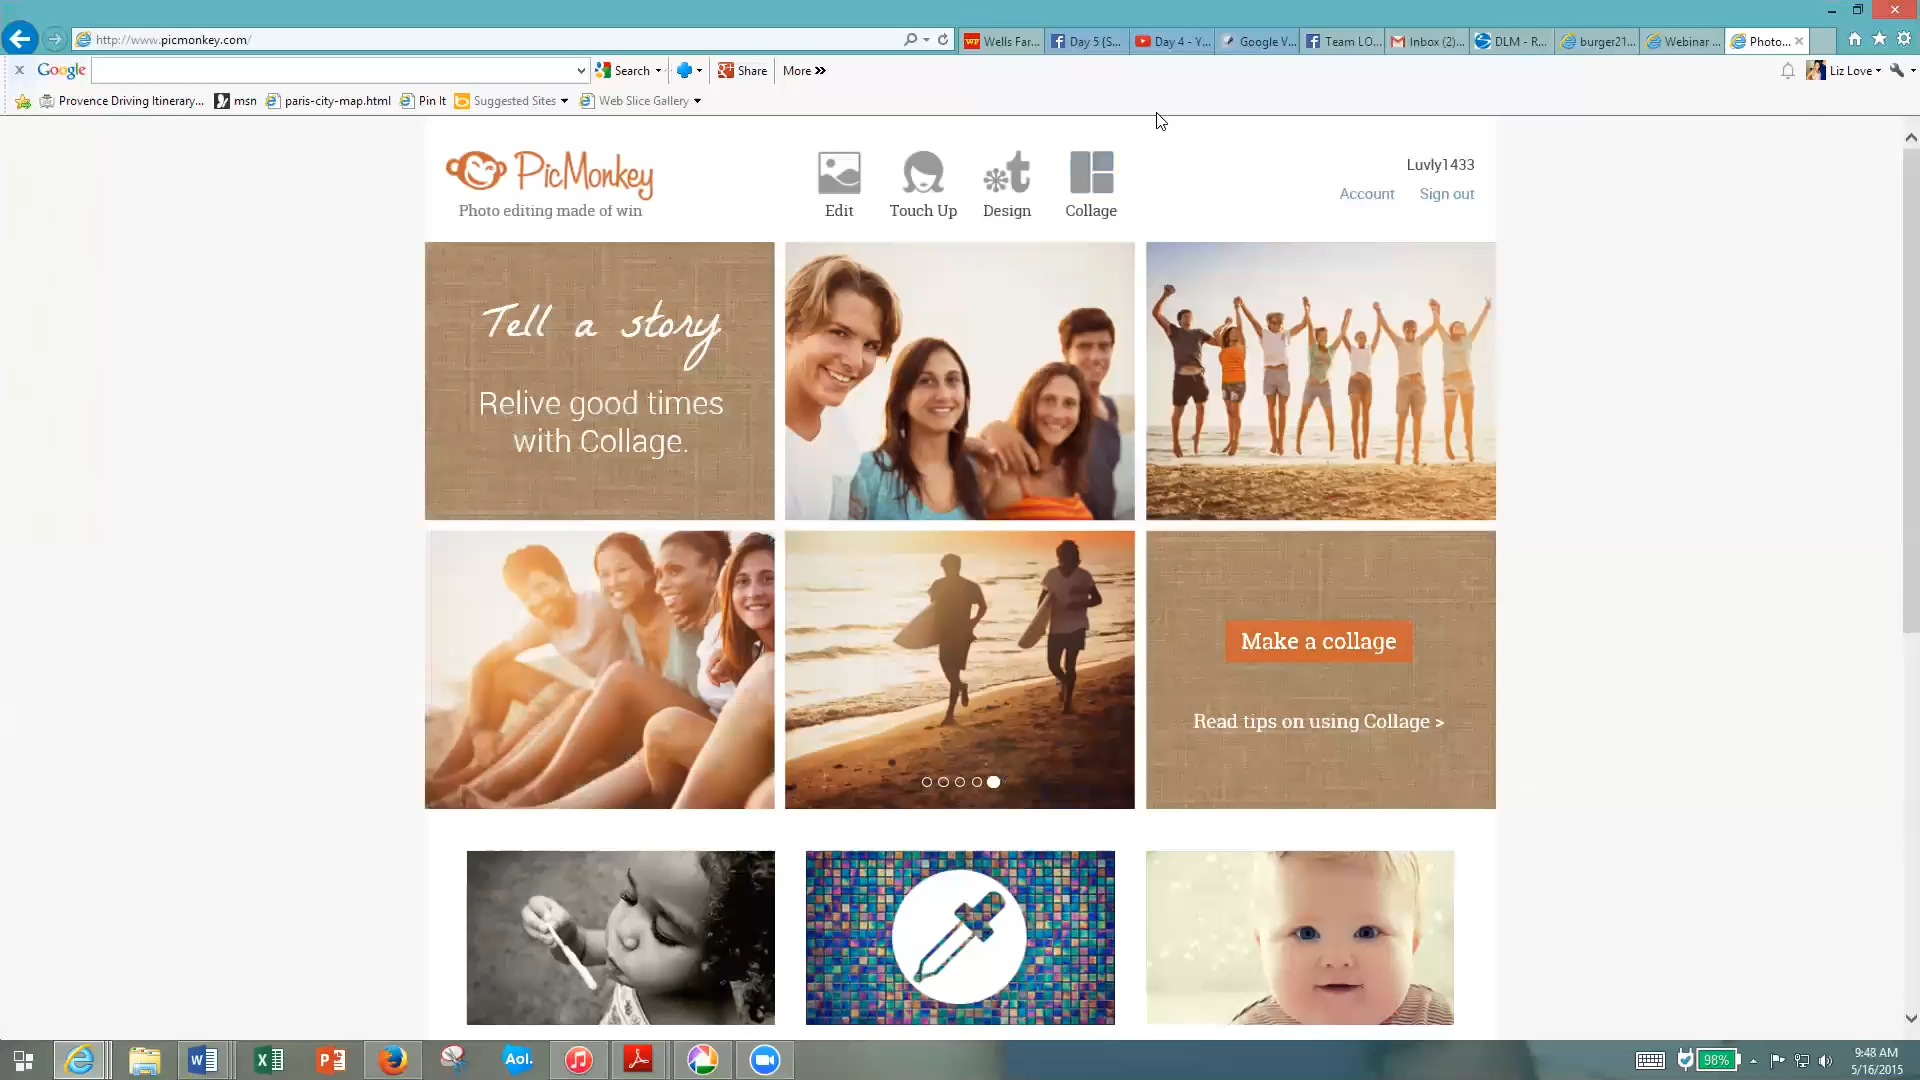 http://www.picmonkey.com/
Wells Far...
Day 5 {S...
Day 4 - Y...
Google V...
Team LO...
Inbox (2)...
DLM - R...
burger21...
Webinar ...
Photo...
x Google
Search
Share
More »
Liz Love
Provence Driving Itinerary...
msn
paris-city-map.html
Pin It
Suggested Sites
Web Slice Gallery
PicMonkey
Photo editing made of win
Edit
Touch Up
Design
Collage
Luvly1433
Account
Sign out
Tell a story
Relive good times
with Collage.
Make a collage
Read tips on using Collage >
Aol.
98%
9:48 AM
5/16/2015